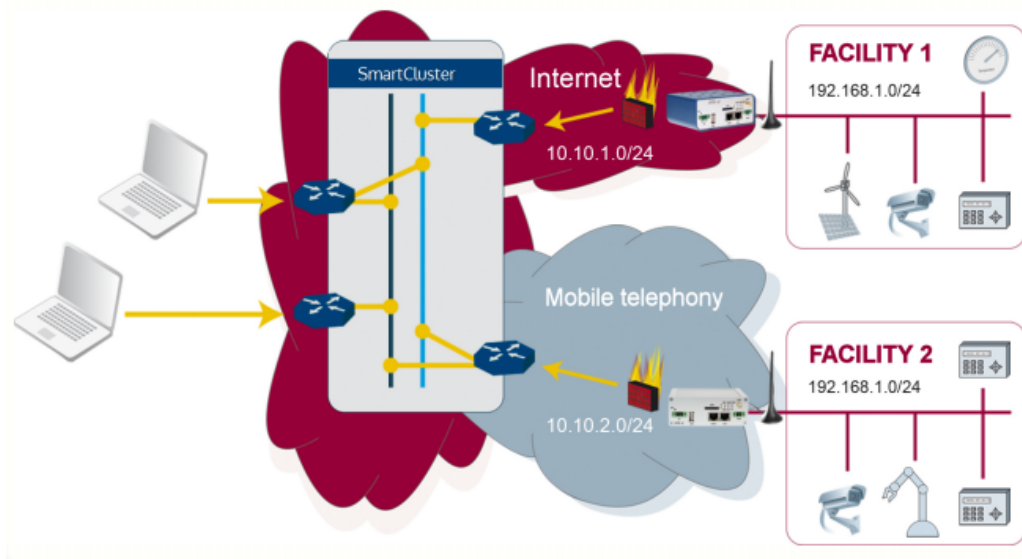 SmartCluster
Internet
10.10.1.0/24
FACILITY 1
192.168.1.0/24
Mobile telephony
10.10.2.0/24
FACILITY 2
192.168.1.0/24